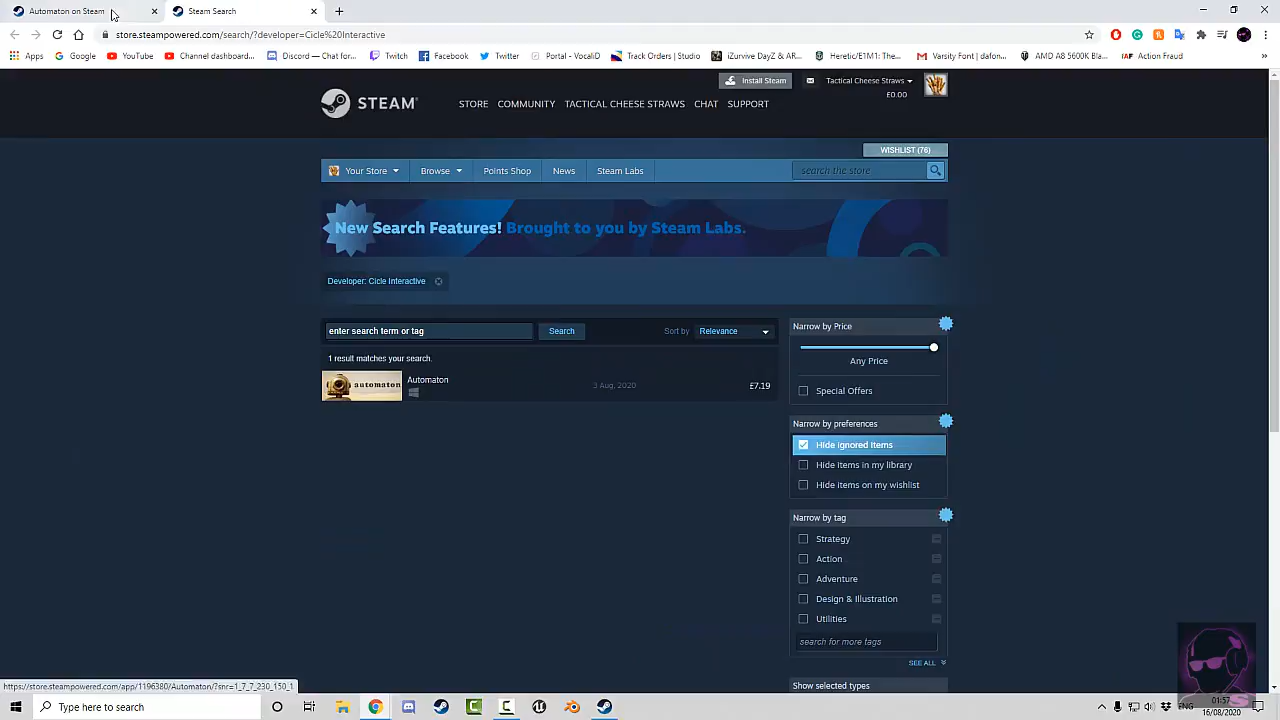 Automaton on Steam
Steam Search
store.steampowered.com/search/?developer=Cicle%20Interactive
Apps
Google
YouTube
Channel dashboar...
Discord — Chat for...
Twitch
Facebook
Twitter
Portal - VocaliD
Track Orders | Studio
iZurvive DayZ & AR...
Heretic/E1M1: The...
Varsity Font | dafon...
AMD A8 5600K Bla...
IAF Action Fraud
»
Install Steam
Tactical Cheese Straws
£0.00
STEAM®
STORE COMMUNITY TACTICAL CHEESE STRAWS CHAT SUPPORT
WISHLIST (76)
Your Store
Browse
Points Shop
News
Steam Labs
search the store
New Search Features! Brought to you by Steam Labs.
Developer: Cicle Interactive
enter search term or tag
Search
Sort by
Relevance
1 result matches your search.
automaton
Automaton
3 Aug, 2020
£7.19
Narrow by Price
Any Price
Special Offers
Narrow by preferences
Hide ignored items
Hide items in my library
Hide items on my wishlist
Narrow by tag
Strategy
Action
Adventure
Design & Illustration
Utilities
search for more tags
SEE ALL
Show selected types
https://store.steampowered.com/app/1196380/Automaton/?snr=1_7_7_230_150_1
Type here to search
ENG
01:57
16/08/2020